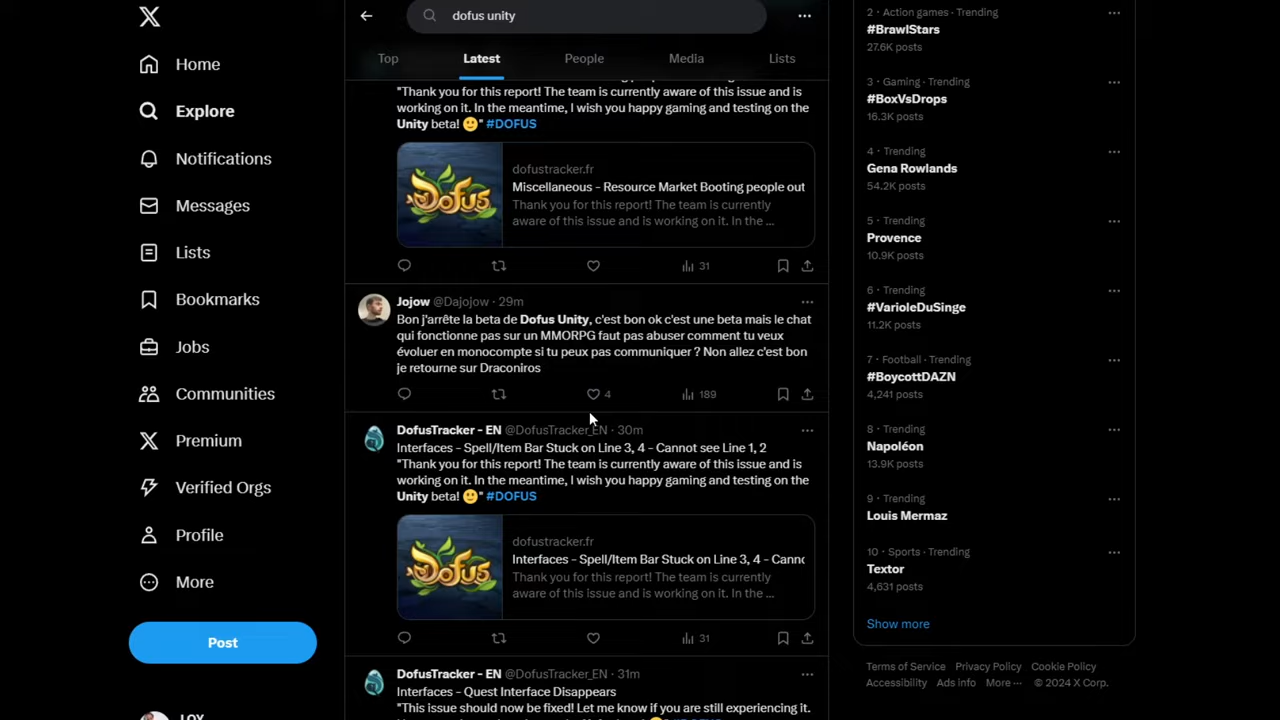 Home
Explore
Notifications
Messages
Lists
Bookmarks
Jobs
Communities
Premium
Verified Orgs
Profile
More
Post
dofus unity
Top
Latest
People
Media
Lists
"Thank you for this report! The team is currently aware of this issue and is
working on it. In the meantime, I wish you happy gaming and testing on the
Unity beta! 🙂" #DOFUS
DOFUS
dofustracker.fr
Miscellaneous - Resource Market Booting people out
Thank you for this report! The team is currently
aware of this issue and is working on it. In the ...
31
Jojow @Dajojow · 29m
Bon j'arrête la beta de Dofus Unity, c'est bon ok c'est une beta mais le chat
qui fonctionne pas sur un MMORPG faut pas abuser comment tu veux
évoluer en monocompte si tu peux pas communiquer ? Non allez c'est bon
je retourne sur Draconiros
4
189
DofusTracker - EN @DofusTracker_EN · 30m
Interfaces - Spell/Item Bar Stuck on Line 3, 4 - Cannot see Line 1, 2
"Thank you for this report! The team is currently aware of this issue and is
working on it. In the meantime, I wish you happy gaming and testing on the
Unity beta! 🙂" #DOFUS
DOFUS
dofustracker.fr
Interfaces - Spell/Item Bar Stuck on Line 3, 4 - Cannc
Thank you for this report! The team is currently
aware of this issue and is working on it. In the ...
31
DofusTracker - EN @DofusTracker_EN · 31m
Interfaces - Quest Interface Disappears
"This issue should now be fixed! Let me know if you are still experiencing it.
2 · Action games · Trending
#BrawlStars
27.6K posts
3 · Gaming · Trending
#BoxVsDrops
16.3K posts
4 · Trending
Gena Rowlands
54.2K posts
5 · Trending
Provence
10.9K posts
6 · Trending
#VarioleDuSinge
11.2K posts
7 · Football · Trending
#BoycottDAZN
4,241 posts
8 · Trending
Napoléon
13.9K posts
9 · Trending
Louis Mermaz
10 · Sports · Trending
Textor
4,631 posts
Show more
Terms of Service Privacy Policy Cookie Policy
Accessibility Ads info More ··· © 2024 X Corp.